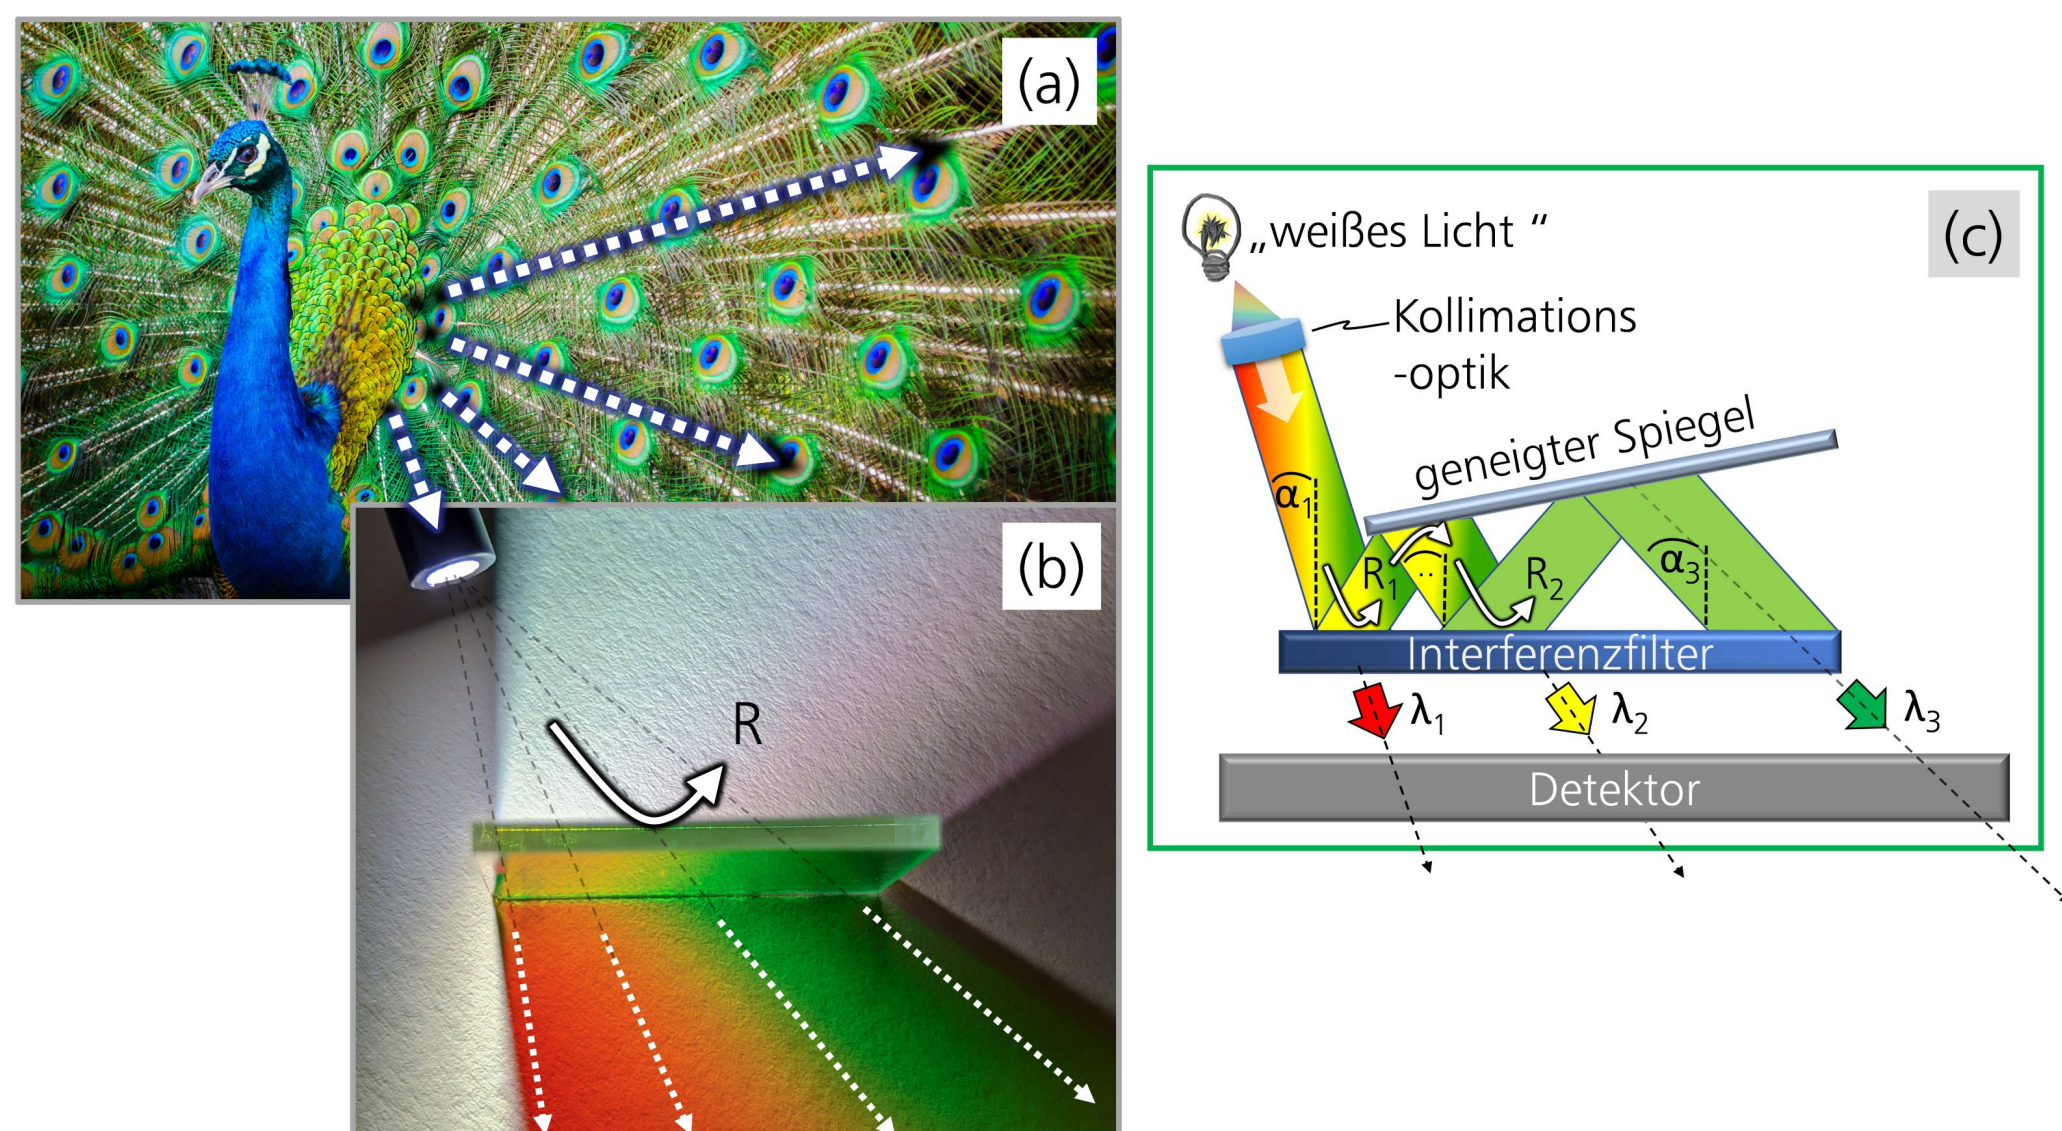 (a)
(b)
R
(c)
„weißes Licht “
Kollimations
-optik
geneigter Spiegel
α₁
R₁
..
R₂
α₃
Interferenzfilter
λ₁
λ₂
λ₃
Detektor